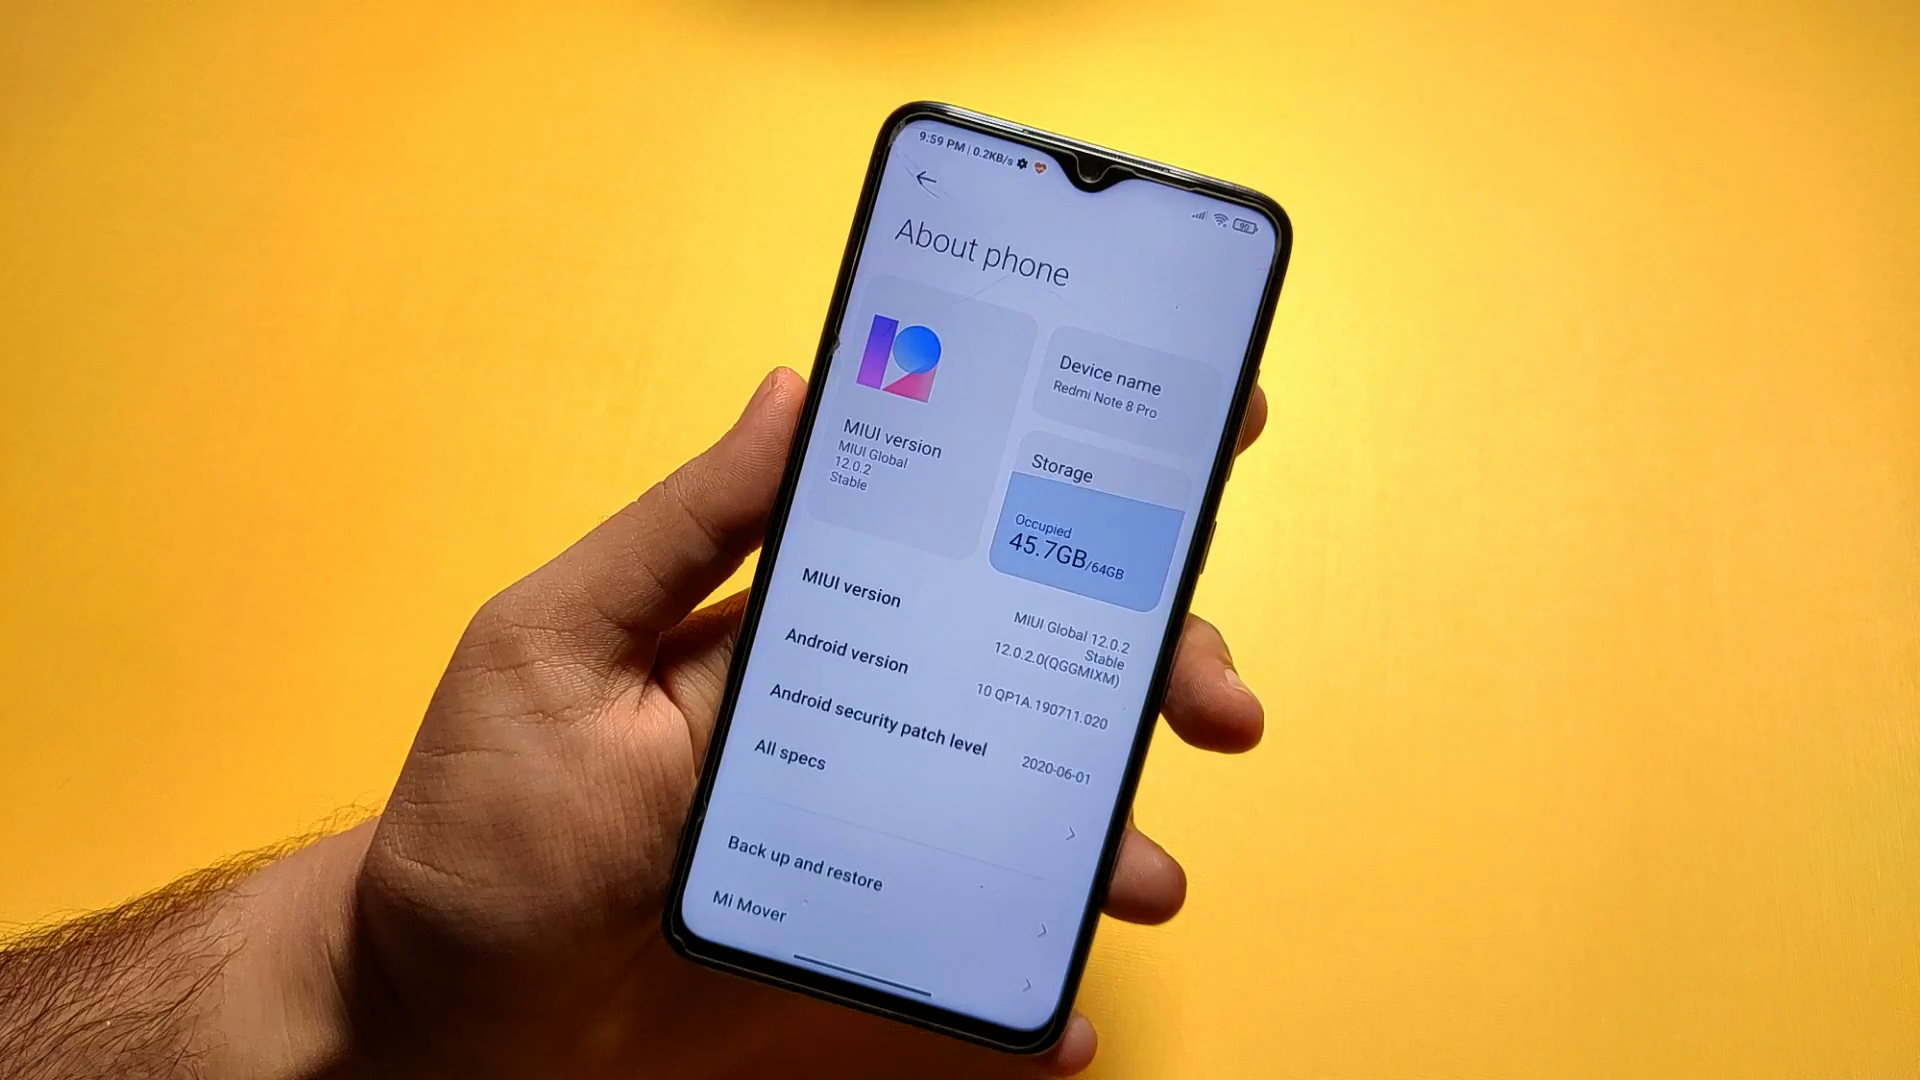 9:59 PM | 0.2KB/s
90
About phone
12
MIUI version
MIUI Global
12.0.2
Stable
Device name
Redmi Note 8 Pro
Storage
Occupied
45.7GB/64GB
MIUI version
MIUI Global 12.0.2
Stable
12.0.2.0(QGGMIXM)
Android version
10 QP1A.190711.020
Android security patch level
2020-06-01
All specs
Back up and restore
Mi Mover